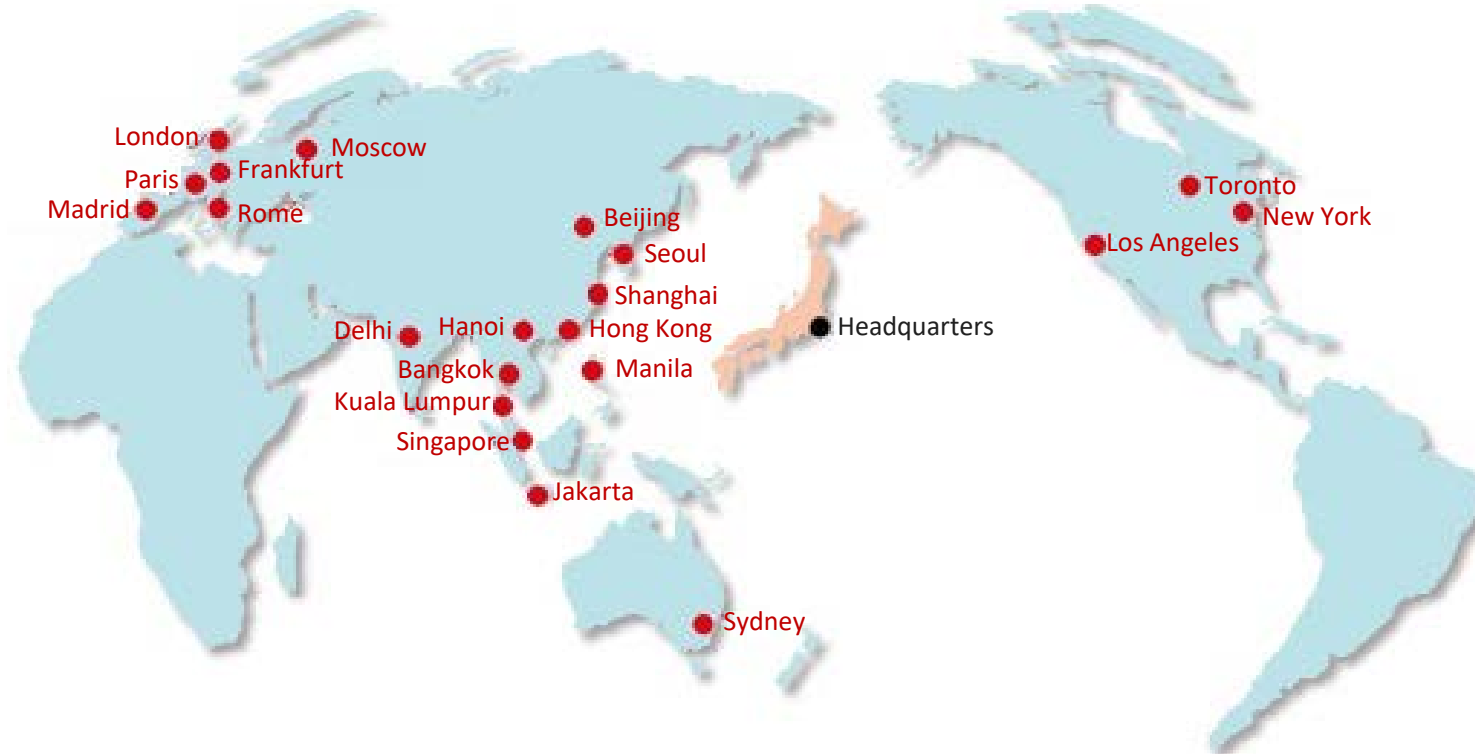 London
Moscow
Frankfurt
Paris
Madrid
Rome
Beijing
Seoul
Shanghai
Delhi
Hanoi
Hong Kong
Bangkok
Manila
Kuala Lumpur
Singapore
Jakarta
Sydney
Headquarters
Toronto
New York
Los Angeles